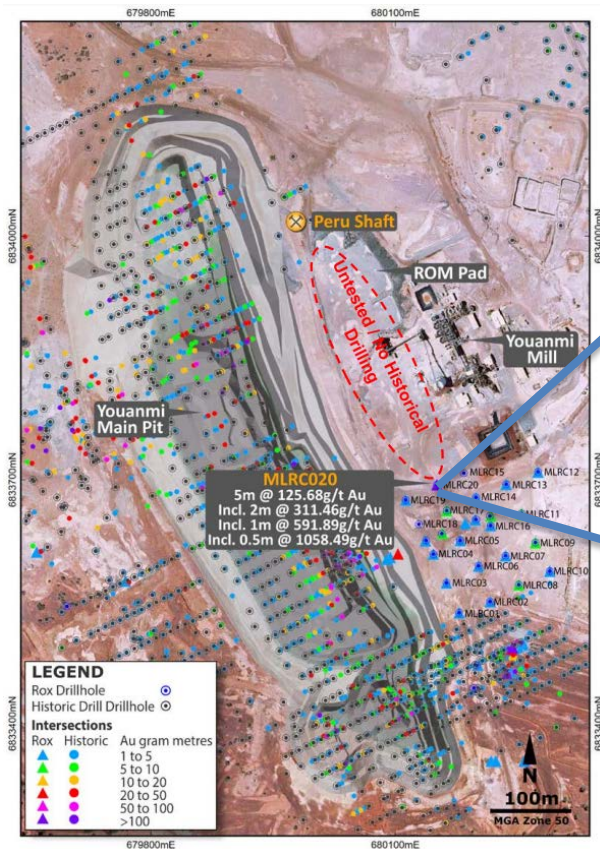 679800mE
680100mE
6834000mN
6834000mN
Peru Shaft
ROM Pad
Untested / No Historical
Drilling
Youanmi
Mill
Youanmi
Main Pit
MLRC020
5m @ 125.68g/t Au
Incl. 2m @ 311.46g/t Au
Incl. 1m @ 591.89g/t Au
Incl. 0.5m @ 1058.49g/t Au
6833700mN
6833700mN
MLRC15
MLRC12
MLRC20
MLRC13
MLRC19
MLRC14
MLRC17
MLRC11
MLRC18
MLRC16
MLRC05
MLRC09
MLRC04
MLRC07
MLRC06
MLRC10
MLRC03
MLRC08
MLRC02
MLRC01
6833400mN
6833400mN
LEGEND
Rox Drillhole
Historic Drill Drillhole
Intersections
Rox Historic Au gram metres
1 to 5
5 to 10
10 to 20
20 to 50
50 to 100
>100
N
100m
MGA Zone 50
679800mE
680100mE